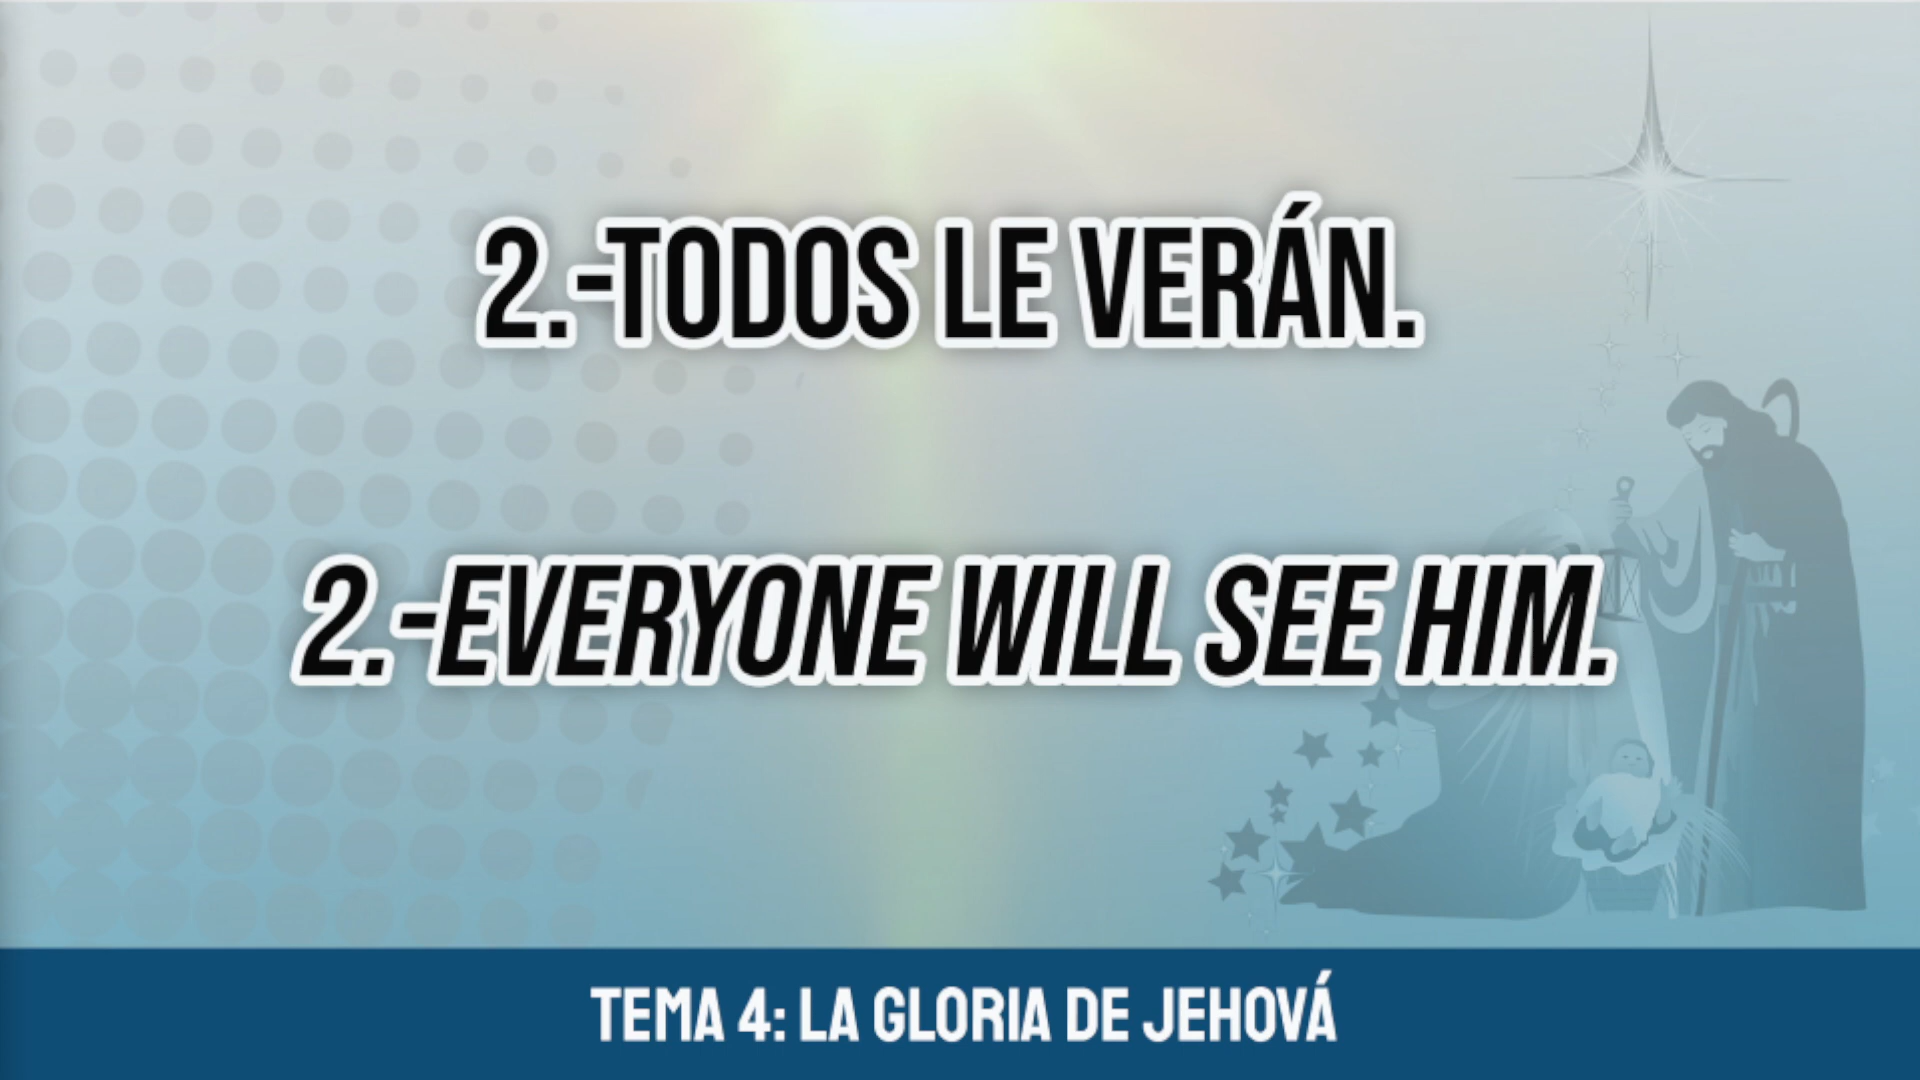 2.-TODOS LE VERÁN.
2.-EVERYONE WILL SEE HIM.
TEMA 4: LA GLORIA DE JEHOVÁ